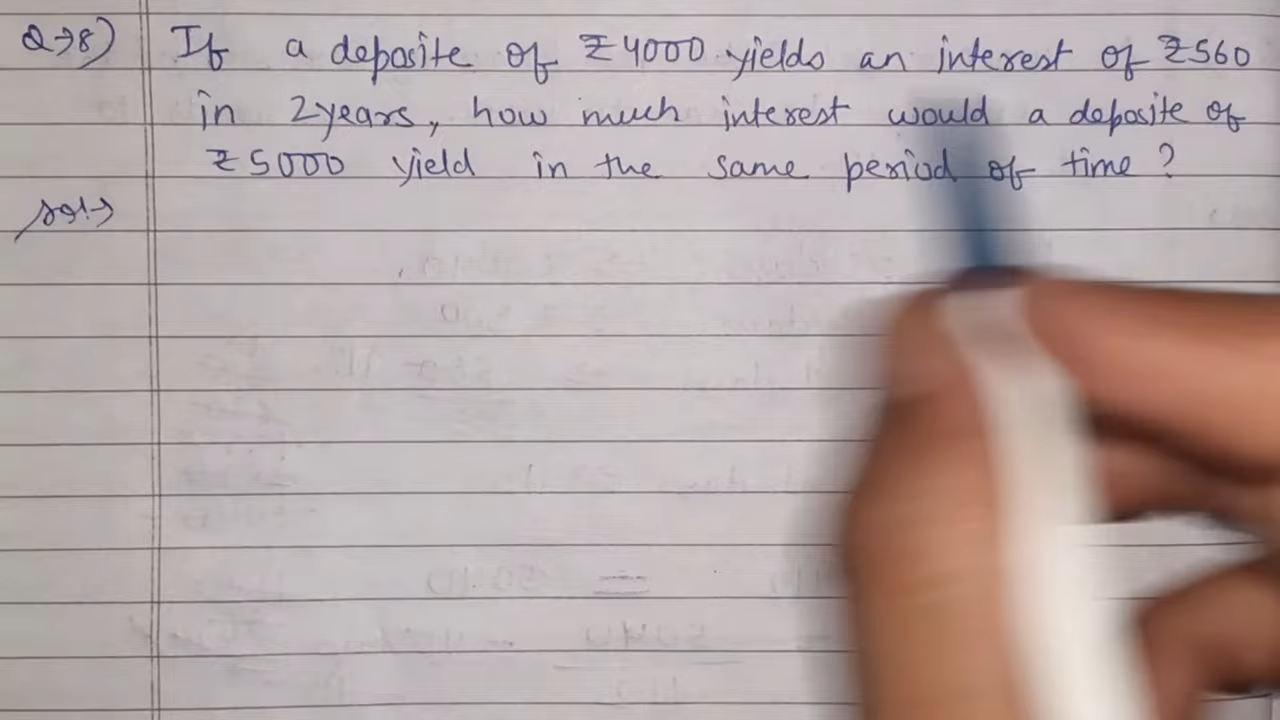 Q→8) If a deposite of ₹4000 yields an interest of ₹560
in 2years, how much interest would a deposite of
₹5000 yield in the same period of time?
Sol→